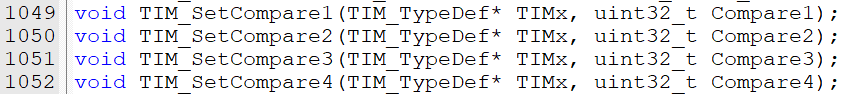 1049 void TIM_SetCompare1(TIM_TypeDef* TIMx, uint32_t Compare1);
1050 void TIM_SetCompare2(TIM_TypeDef* TIMx, uint32_t Compare2);
1051 void TIM_SetCompare3(TIM_TypeDef* TIMx, uint32_t Compare3);
1052 void TIM_SetCompare4(TIM_TypeDef* TIMx, uint32_t Compare4);